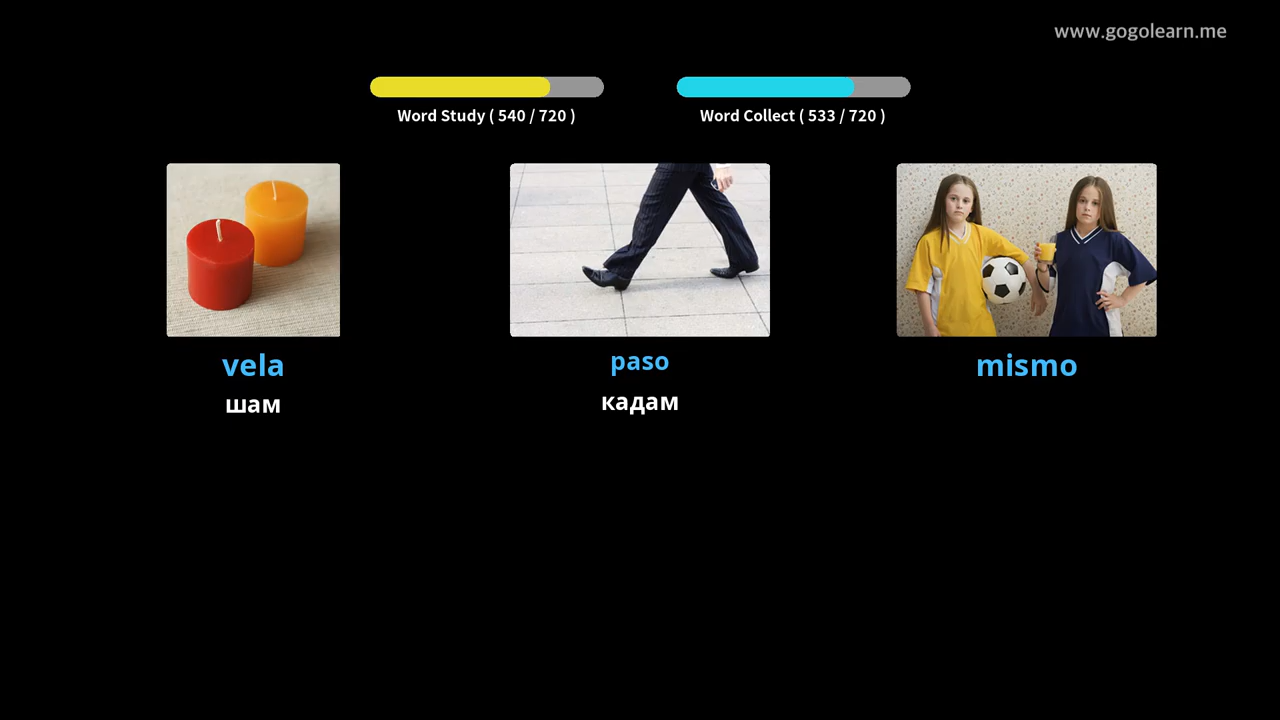 www.gogolearn.me
Word Study ( 540 / 720 )
Word Collect ( 533 / 720 )
vela
шам
paso
кадам
mismo